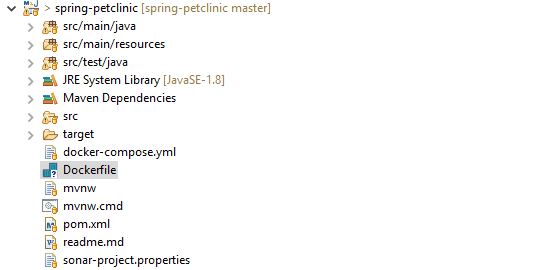 > spring-petclinic [spring-petclinic master]
src/main/java
src/main/resources
src/test/java
JRE System Library [JavaSE-1.8]
Maven Dependencies
src
target
docker-compose.yml
Dockerfile
mvnw
mvnw.cmd
pom.xml
readme.md
sonar-project.properties